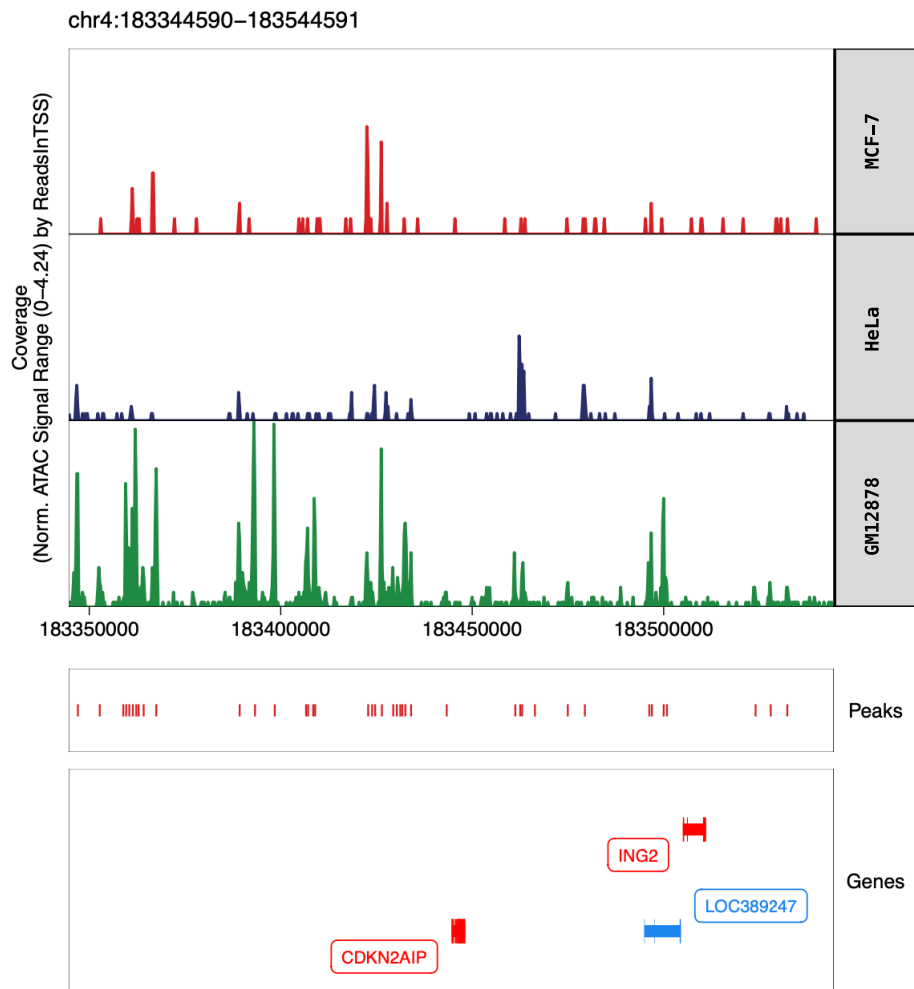 chr4:183344590−183544591
Coverage
(Norm. ATAC Signal Range (0−4.24) by ReadsInTSS)
MCF−7
HeLa
GM12878
183350000
183400000
183450000
183500000
Peaks
ING2
LOC389247
CDKN2AIP
Genes